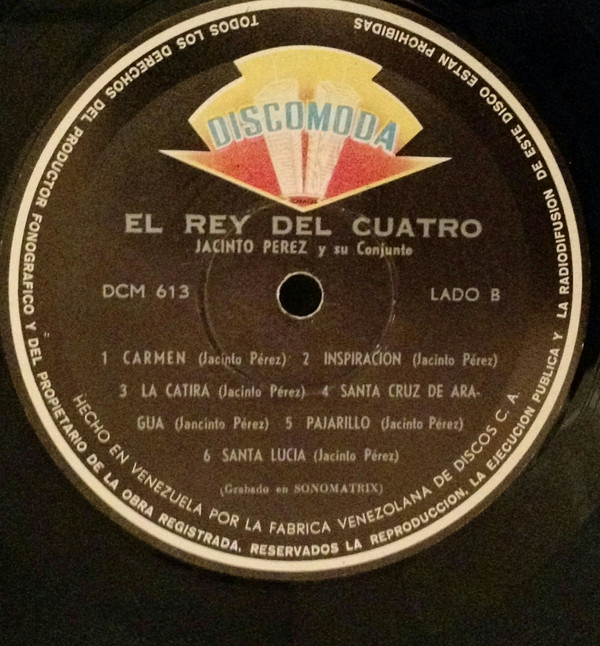 DISCOMODA
EL REY DEL CUATRO
JACINTO PEREZ y su Conjunto
DCM 613
LADO B
1 CARMEN (Jacinto Pérez) 2 INSPIRACION (Jacinto Pérez)
3 LA CATIRA (Jacinto Pérez) 4 SANTA CRUZ DE ARA-
GUA (Jancinto Pérez) 5 PAJARILLO (Jacinto Pérez)
6 SANTA LUCIA (Jacinto Pérez)
(Grabado en SONOMATRIX)
HECHO EN VENEZUELA POR LA FABRICA VENEZOLANA DE DISCOS C. A.
TODOS LOS DERECHOS DEL PRODUCTOR FONOGRAFICO Y DEL PROPIETARIO DE LA OBRA REGISTRADA, RESERVADOS LA REPRODUCCION, LA EJECUCION PUBLICA Y LA RADIODIFUSION DE ESTE DISCO ESTAN PROHIBIDAS